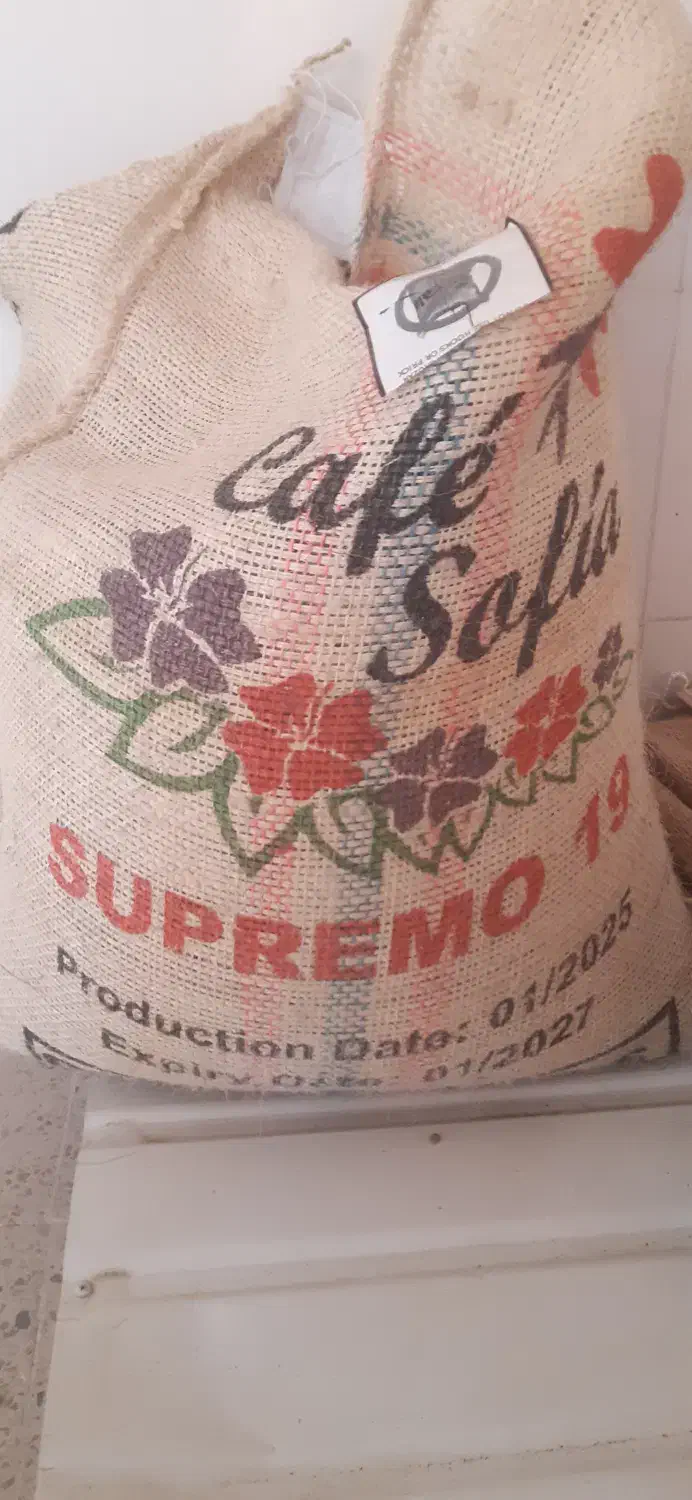 Café
Sofia
SUPREMO 19
Production Date: 01/2025
Expiry Date: 01/2027